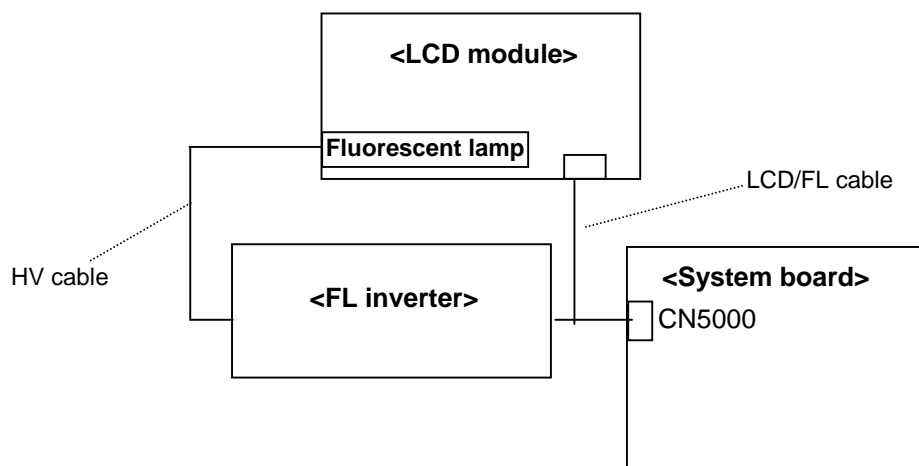 <LCD module>
Fluorescent lamp
LCD/FL cable
HV cable
<FL inverter>
<System board>
CN5000